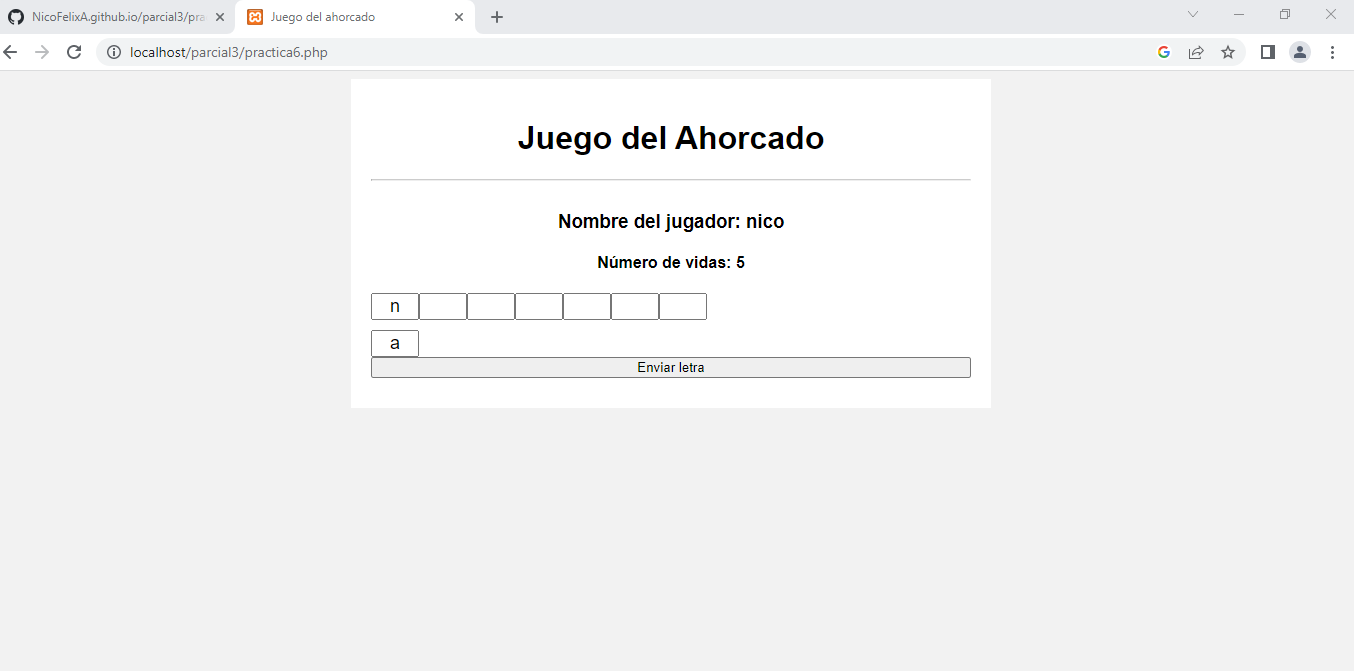 NicoFelixA.github.io/parcial3/pra
Juego del ahorcado
localhost/parcial3/practica6.php
Juego del Ahorcado
Nombre del jugador: nico
Número de vidas: 5
n
a
Enviar letra